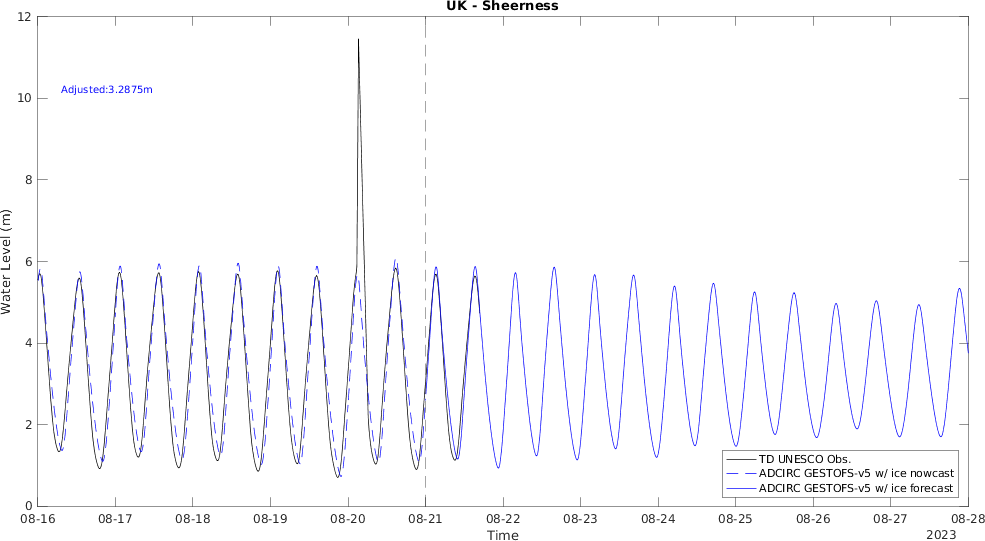 UK - Sheerness
12
10
8
6
4
2
0
Water Level (m)
Adjusted:3.2875m
TD UNESCO Obs.
ADCIRC GESTOFS-v5 w/ ice nowcast
ADCIRC GESTOFS-v5 w/ ice forecast
08-16 08-17 08-18 08-19 08-20 08-21 08-22 08-23 08-24 08-25 08-26 08-27 08-28
Time
2023